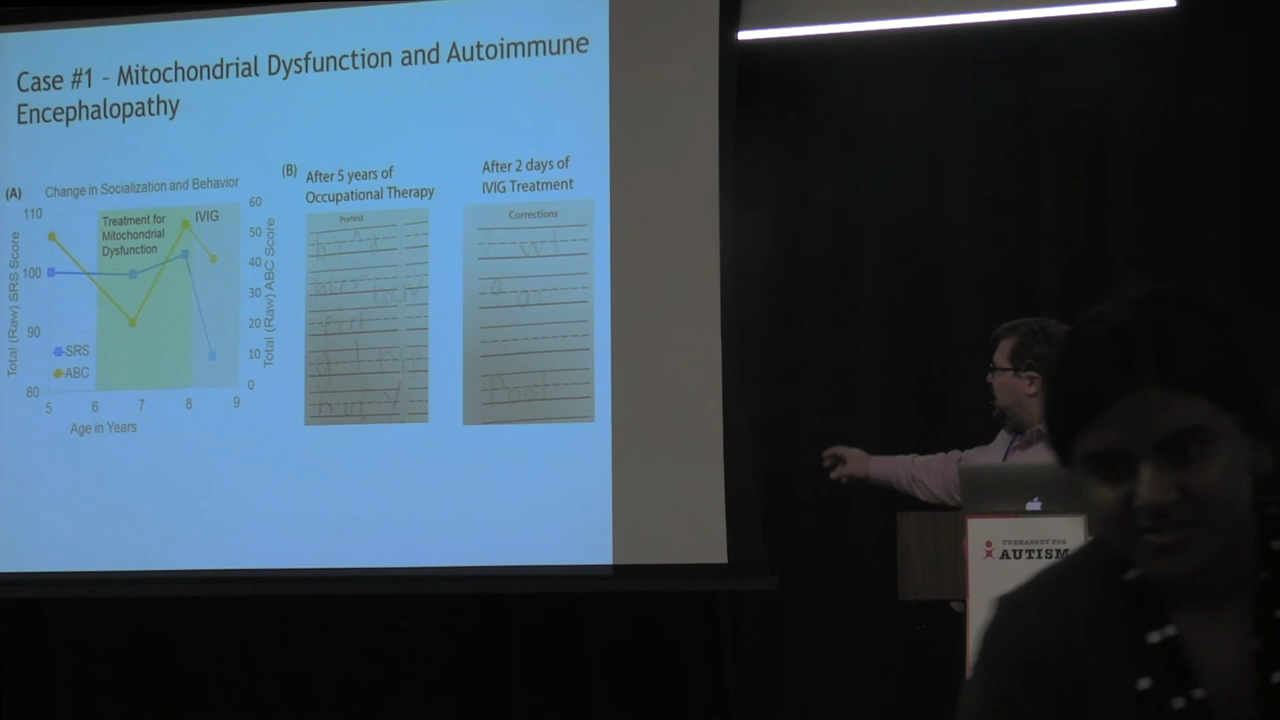 Case #1 - Mitochondrial Dysfunction and Autoimmune
Encephalopathy
(A)
Change in Socialization and Behavior
Total (Raw) SRS Score
110
100
90
80
Treatment for
Mitochondrial
Dysfunction
IVIG
SRS
ABC
60
50
40
30
20
10
0
Total (Raw) ABC Score
5 6 7 8 9
Age in Years
(B)
After 5 years of
Occupational Therapy
Pretest
After 2 days of
IVIG Treatment
Corrections
TURNABOUT FOR
AUTISM